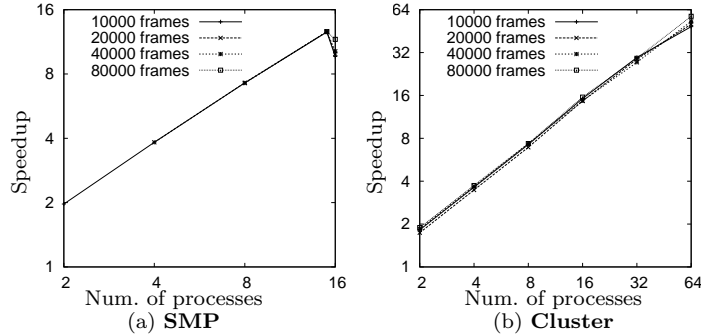 16
8
4
2
1
2
4
8
16
Speedup
10000 frames
20000 frames
40000 frames
80000 frames
Num. of processes
(a) SMP
64
32
16
8
4
2
1
2
4
8
16
32
64
Speedup
10000 frames
20000 frames
40000 frames
80000 frames
Num. of processes
(b) Cluster